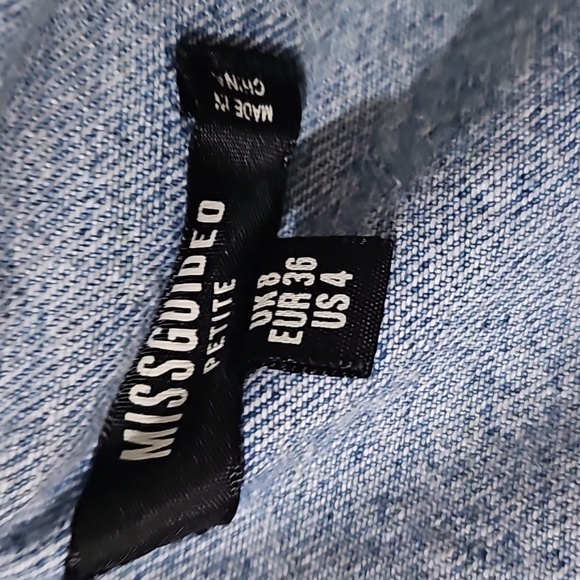 MISSGUIDED
PETITE
UK 8
EUR 36
US 4
MADE IN
CHINA